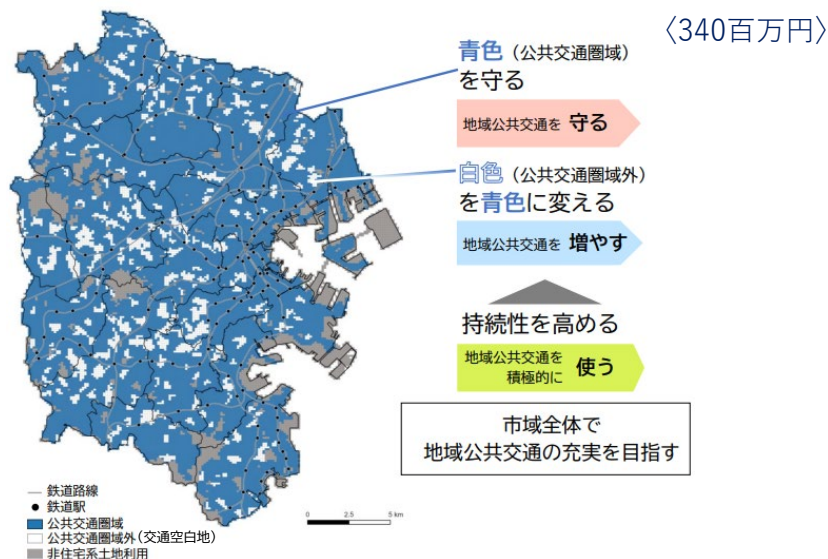 〈340百万円〉
青色（公共交通圏域）
を守る
地域公共交通を 守る
白色（公共交通圏域外）
を青色に変える
地域公共交通を 増やす
持続性を高める
地域公共交通を
積極的に 使う
市域全体で
地域公共交通の充実を目指す
鉄道路線
鉄道駅
公共交通圏域
公共交通圏域外(交通空白地)
非住宅系土地利用
0 2.5 5 km